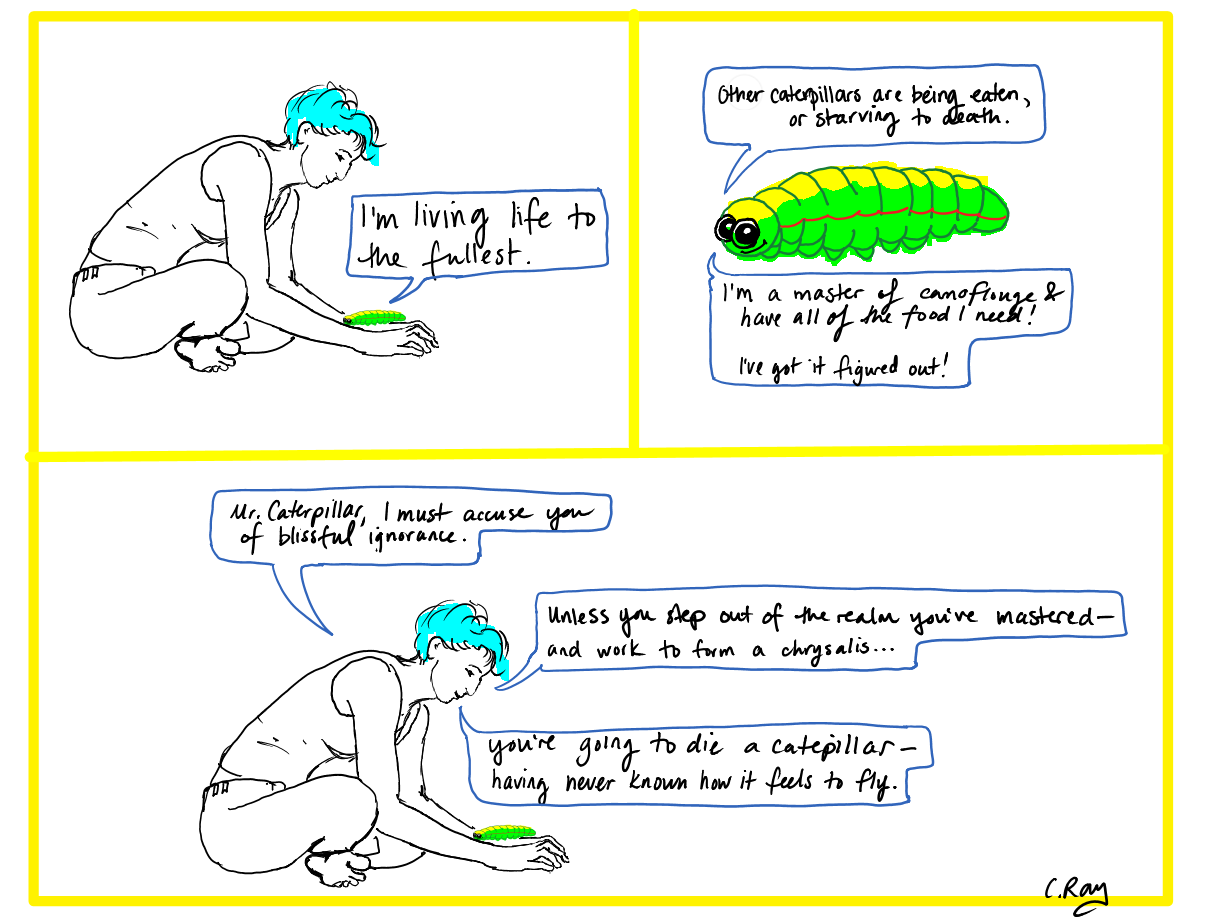 I'm living life to
the fullest.
Other caterpillars are being eaten,
or starving to death.
I'm a master of camoflouge &
have all of the food I need!
I've got it figured out!
Mr. Caterpillar, I must accuse you
of blissful ignorance.
Unless you step out of the realm you've mastered—
and work to form a chrysalis...
you're going to die a catepillar—
having never known how it feels to fly.
C.Ray